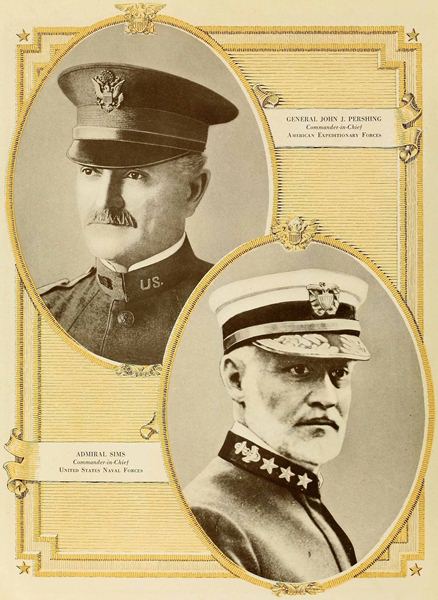 GENERAL JOHN J. PERSHING
Commander-in-Chief
AMERICAN EXPEDITIONARY FORCES
U.S.
ADMIRAL SIMS
Commander-in-Chief
UNITED STATES NAVAL FORCES